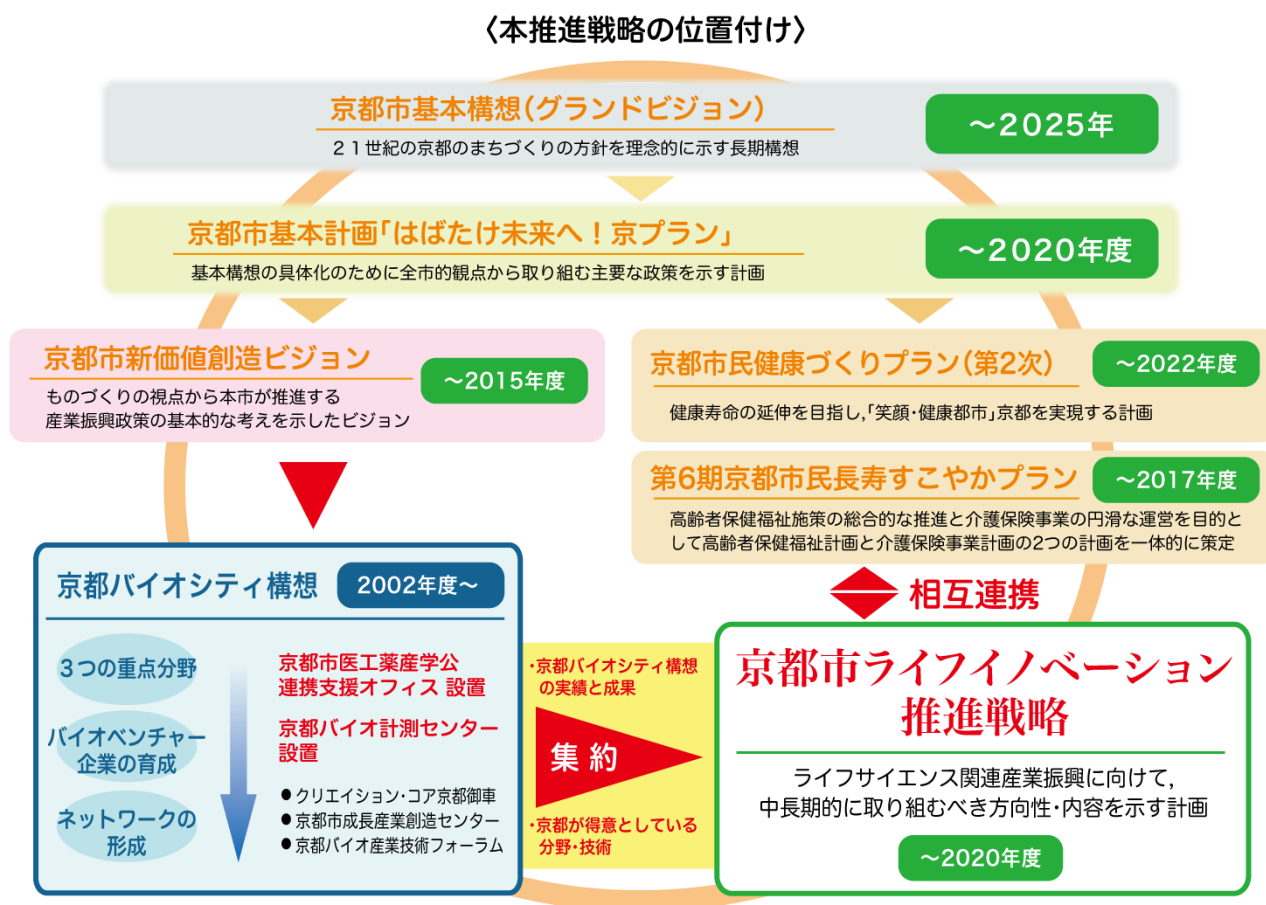 〈本推進戦略の位置付け〉
京都市基本構想(グランドビジョン)
～2025年
２１世紀の京都のまちづくりの方針を理念的に示す長期構想
京都市基本計画「はばたけ未来へ！京プラン」
～2020年度
基本構想の具体化のために全市的観点から取り組む主要な政策を示す計画
京都市新価値創造ビジョン
～2015年度
ものづくりの視点から本市が推進する
産業振興政策の基本的な考えを示したビジョン
京都市民健康づくりプラン(第2次)
～2022年度
健康寿命の延伸を目指し,「笑顔・健康都市」京都を実現する計画
第6期京都市民長寿すこやかプラン
～2017年度
高齢者保健福祉施策の総合的な推進と介護保険事業の円滑な運営を目的と
して高齢者保健福祉計画と介護保険事業計画の2つの計画を一体的に策定
相互連携
京都バイオシティ構想
2002年度～
３つの重点分野
バイオベンチャー
企業の育成
ネットワークの
形成
京都市医工薬産学公
連携支援オフィス 設置
京都バイオ計測センター
設置
●クリエイション・コア京都御車
●京都市成長産業創造センター
●京都バイオ産業技術フォーラム
・京都バイオシティ構想
の実績と成果
集約
・京都が得意としている
分野・技術
京都市ライフイノベーション
推進戦略
ライフサイエンス関連産業振興に向けて,
中長期的に取り組むべき方向性・内容を示す計画
～2020年度